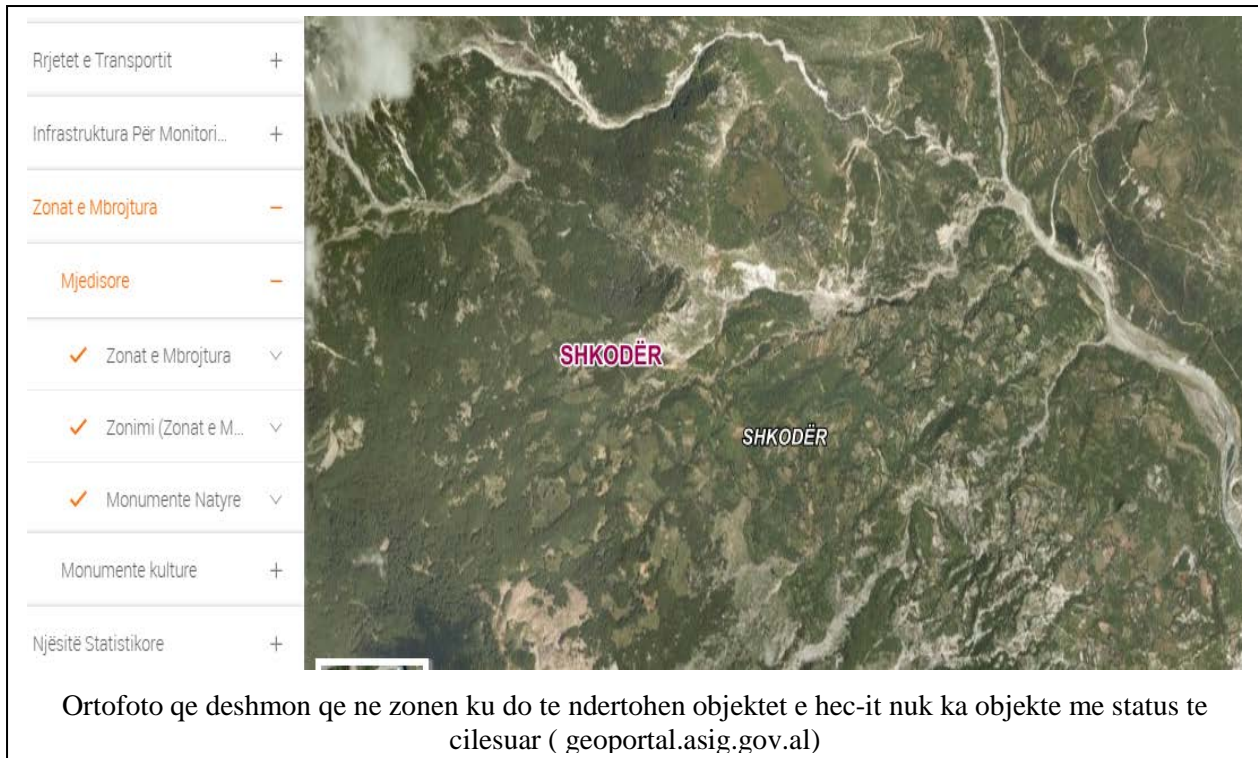 Rrjetet e Transportit
Infrastruktura Për Monitori...
Zonat e Mbrojtura
Mjedisore
Zonat e Mbrojtura
Zonimi (Zonat e M...
Monumente Natyre
Monumente kulture
Njësitë Statistikore
SHKODËR
SHKODËR
Ortofoto qe deshmon qe ne zonen ku do te ndertohen objektet e hec-it nuk ka objekte me status te
cilesuar ( geoportal.asig.gov.al)